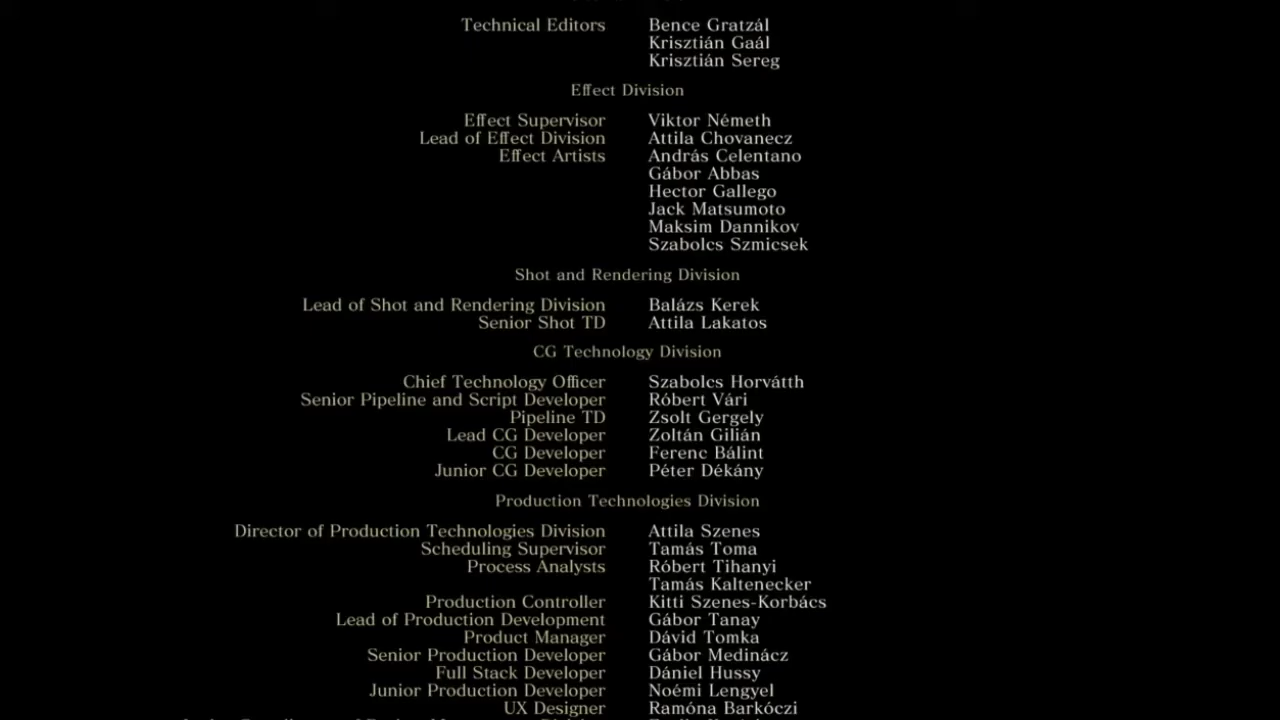 Technical Editors Bence Gratzál
Krisztián Gaál
Krisztián Sereg
Effect Division
Effect Supervisor Viktor Németh
Lead of Effect Division Attila Chovanecz
Effect Artists András Celentano
Gábor Abbas
Hector Gallego
Jack Matsumoto
Maksim Dannikov
Szabolcs Szmicsek
Shot and Rendering Division
Lead of Shot and Rendering Division Balázs Kerek
Senior Shot TD Attila Lakatos
CG Technology Division
Chief Technology Officer Szabolcs Horvátth
Senior Pipeline and Script Developer Róbert Vári
Pipeline TD Zsolt Gergely
Lead CG Developer Zoltán Gilián
CG Developer Ferenc Bálint
Junior CG Developer Péter Dékány
Production Technologies Division
Director of Production Technologies Division Attila Szenes
Scheduling Supervisor Tamás Toma
Process Analysts Róbert Tihanyi
Tamás Kaltenecker
Production Controller Kitti Szenes-Korbács
Lead of Production Development Gábor Tanay
Product Manager Dávid Tomka
Senior Production Developer Gábor Medinácz
Full Stack Developer Dániel Hussy
Junior Production Developer Noémi Lengyel
UX Designer Ramóna Barkóczi